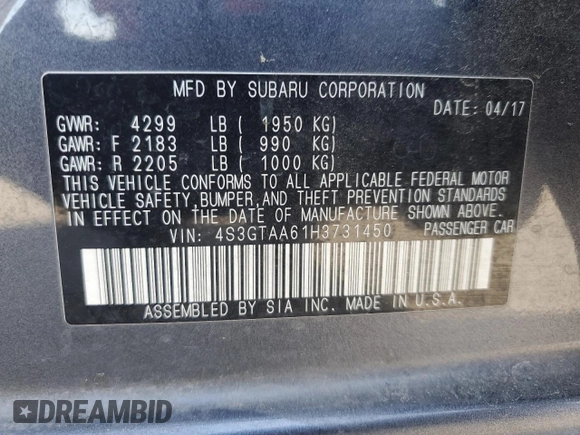 MFD BY SUBARU CORPORATION
DATE: 04/17
GVWR: 4299 LB ( 1950 KG)
GAWR: F 2183 LB ( 990 KG)
GAWR: R 2205 LB ( 1000 KG)
THIS VEHICLE CONFORMS TO ALL APPLICABLE FEDERAL MOTOR
VEHICLE SAFETY,BUMPER,AND THEFT PREVENTION STANDARDS
IN EFFECT ON THE DATE OF MANUFACTURE SHOWN ABOVE.
VIN: 4S3GTAA61H3731450 PASSENGER CAR
ASSEMBLED BY SIA INC. MADE IN U.S.A.
DREAMBID